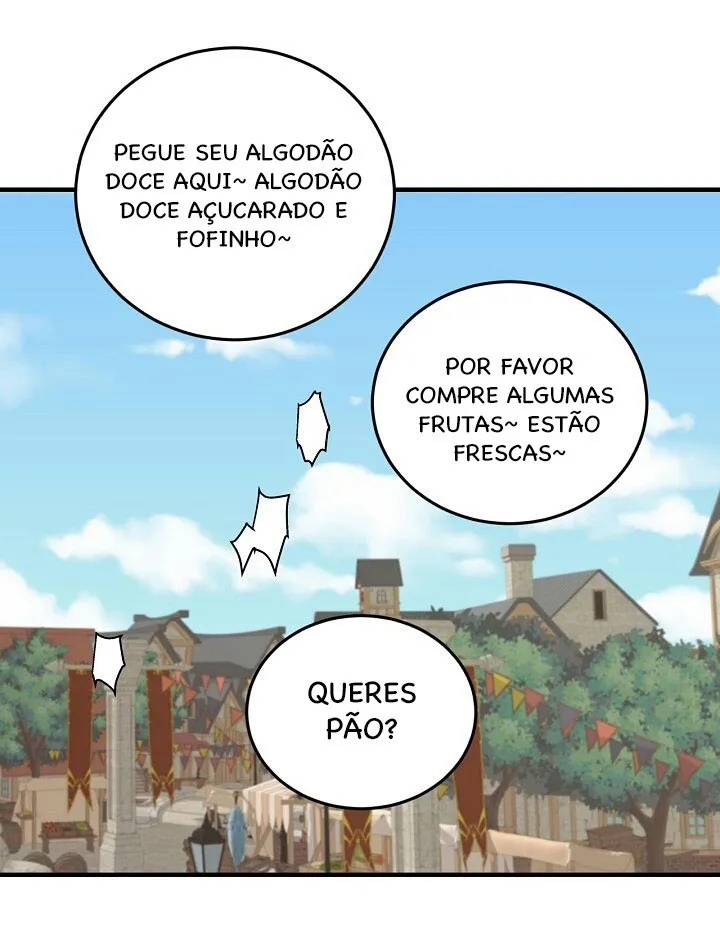 PEGUE SEU ALGODÃO
DOCE AQUI~ ALGODÃO
DOCE AÇUCARADO E
FOFINHO~
POR FAVOR
COMPRE ALGUMAS
FRUTAS~ ESTÃO
FRESCAS~
QUERES
PÃO?